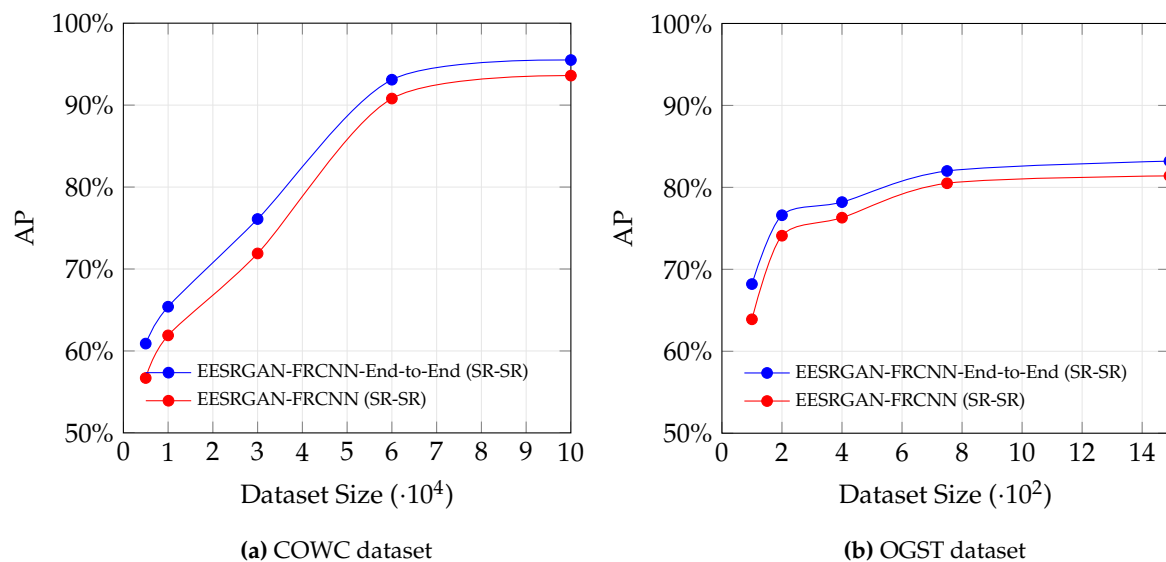 100%
90%
80%
70%
60%
50%
AP
0 1 2 3 4 5 6 7 8 9 10
Dataset Size (·10⁴)
EESRGAN-FRCNN-End-to-End (SR-SR)
EESRGAN-FRCNN (SR-SR)
(a) COWC dataset
100%
90%
80%
70%
60%
50%
AP
0 2 4 6 8 10 12 14
Dataset Size (·10²)
EESRGAN-FRCNN-End-to-End (SR-SR)
EESRGAN-FRCNN (SR-SR)
(b) OGST dataset